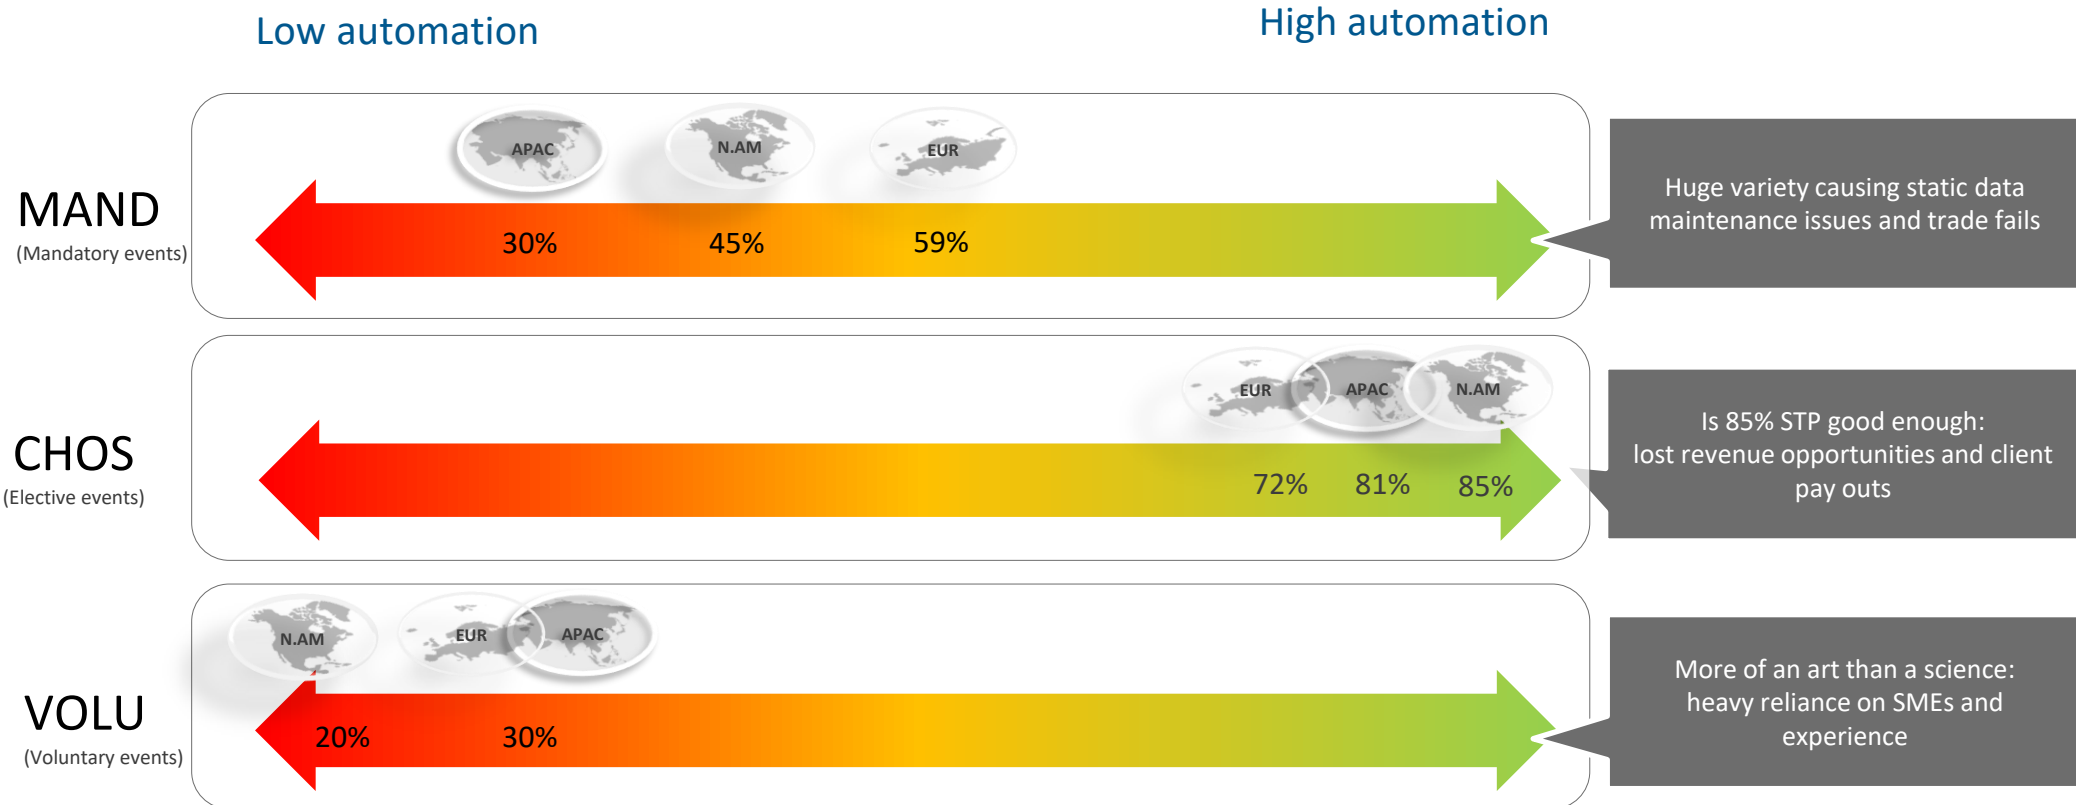 Low automation
High automation
APAC
N.AM
EUR
MAND
(Mandatory events)
30%
45%
59%
Huge variety causing static data
maintenance issues and trade fails
EUR
APAC
N.AM
CHOS
(Elective events)
72%
81%
85%
Is 85% STP good enough:
lost revenue opportunities and client
pay outs
N.AM
EUR
APAC
VOLU
(Voluntary events)
20%
30%
More of an art than a science:
heavy reliance on SMEs and
experience